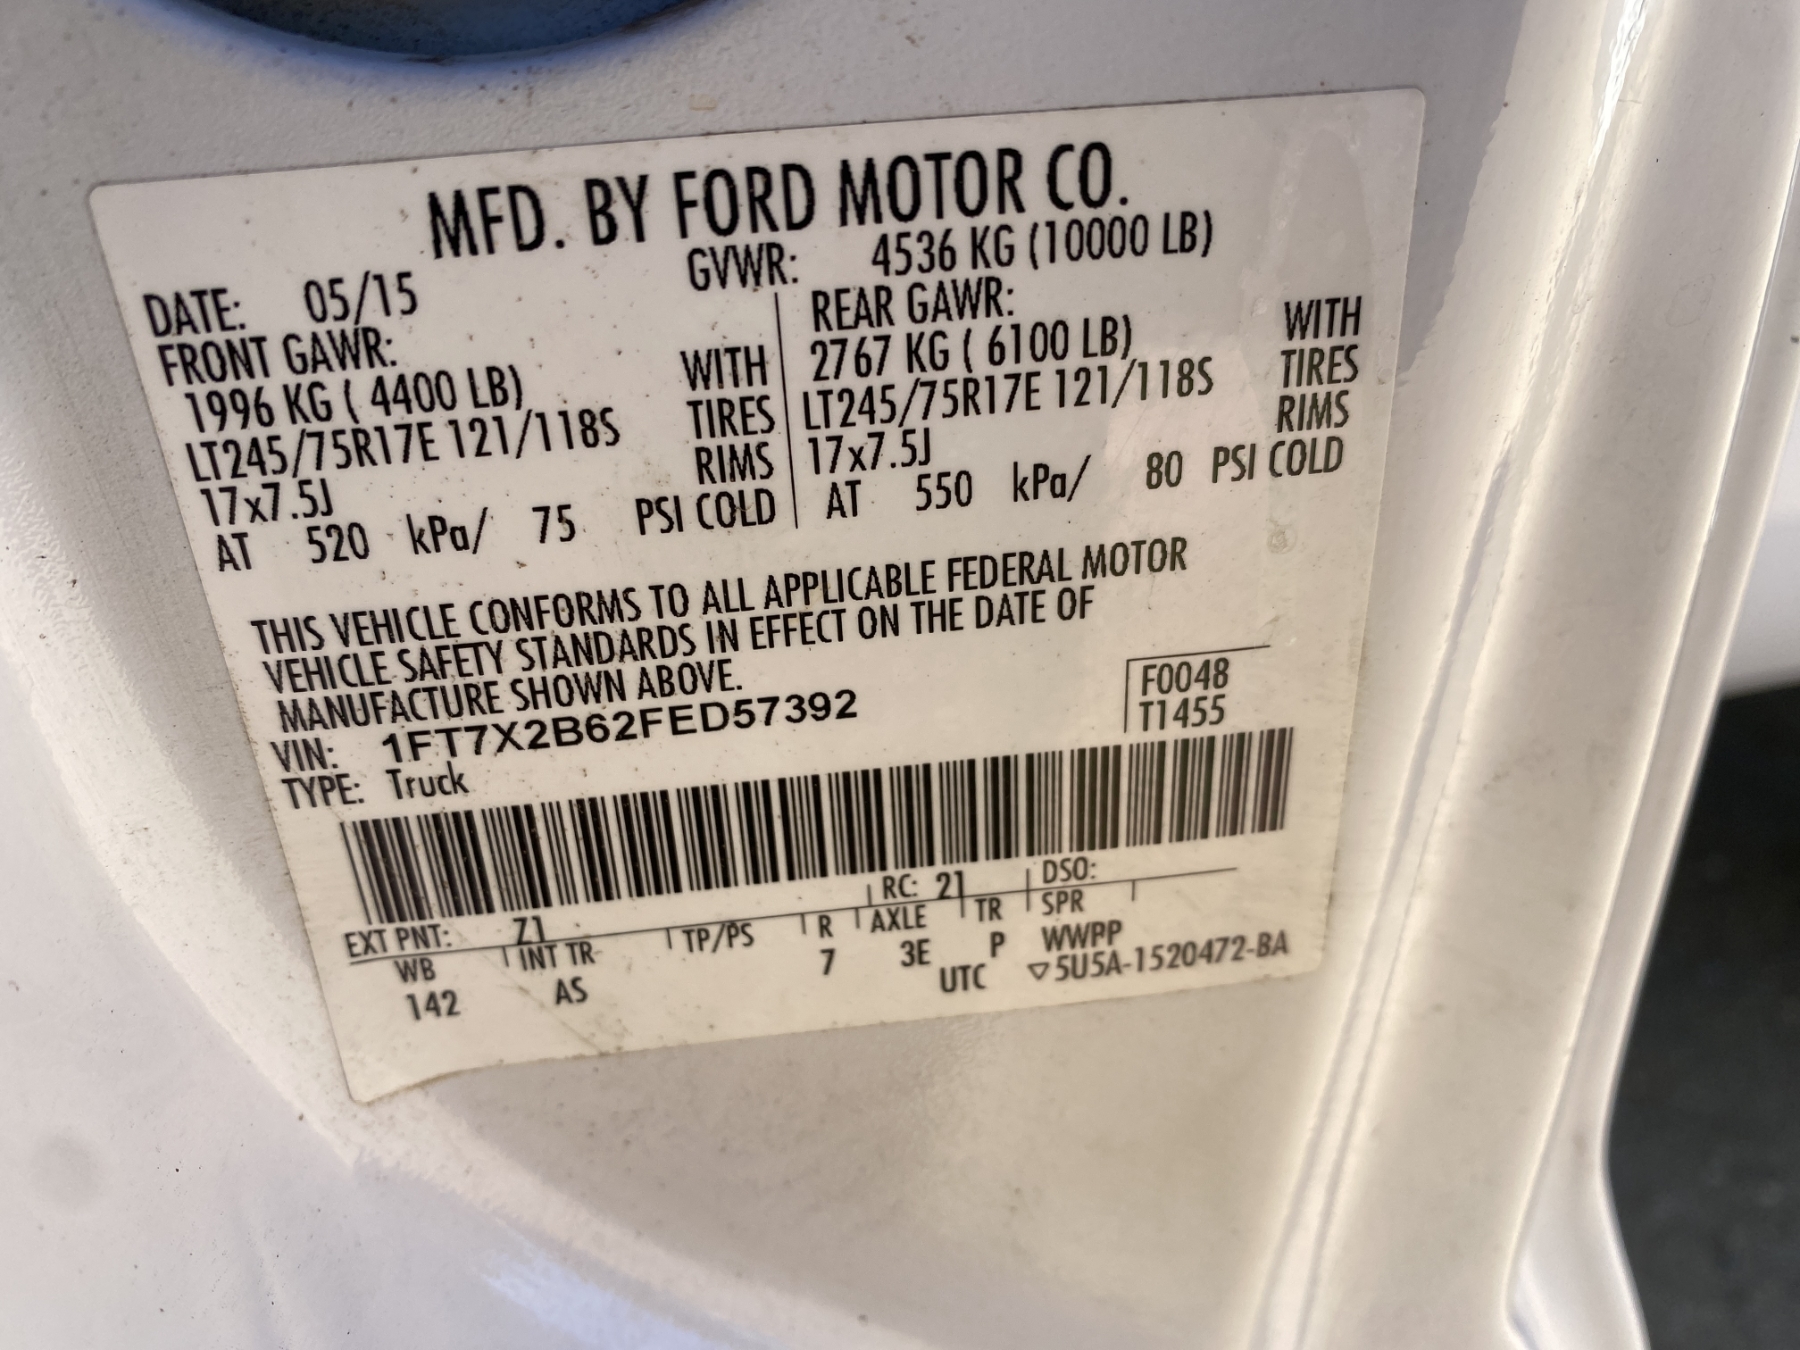 MFD. BY FORD MOTOR CO.
DATE: 05/15 GVWR: 4536 KG (10000 LB)
FRONT GAWR: REAR GAWR:
1996 KG ( 4400 LB) WITH 2767 KG ( 6100 LB) WITH
LT245/75R17E 121/118S TIRES LT245/75R17E 121/118S TIRES
17x7.5J RIMS 17x7.5J RIMS
AT 520 kPa/ 75 PSI COLD AT 550 kPa/ 80 PSI COLD
THIS VEHICLE CONFORMS TO ALL APPLICABLE FEDERAL MOTOR
VEHICLE SAFETY STANDARDS IN EFFECT ON THE DATE OF
MANUFACTURE SHOWN ABOVE.
VIN: 1FT7X2B62FED57392
TYPE: Truck
F0048
T1455
EXT PNT: Z1 RC: 21 DSO:
WB INT TR TP/PS R AXLE TR SPR
142 AS 7 3E P WWPP
UTC ▽5U5A-1520472-BA